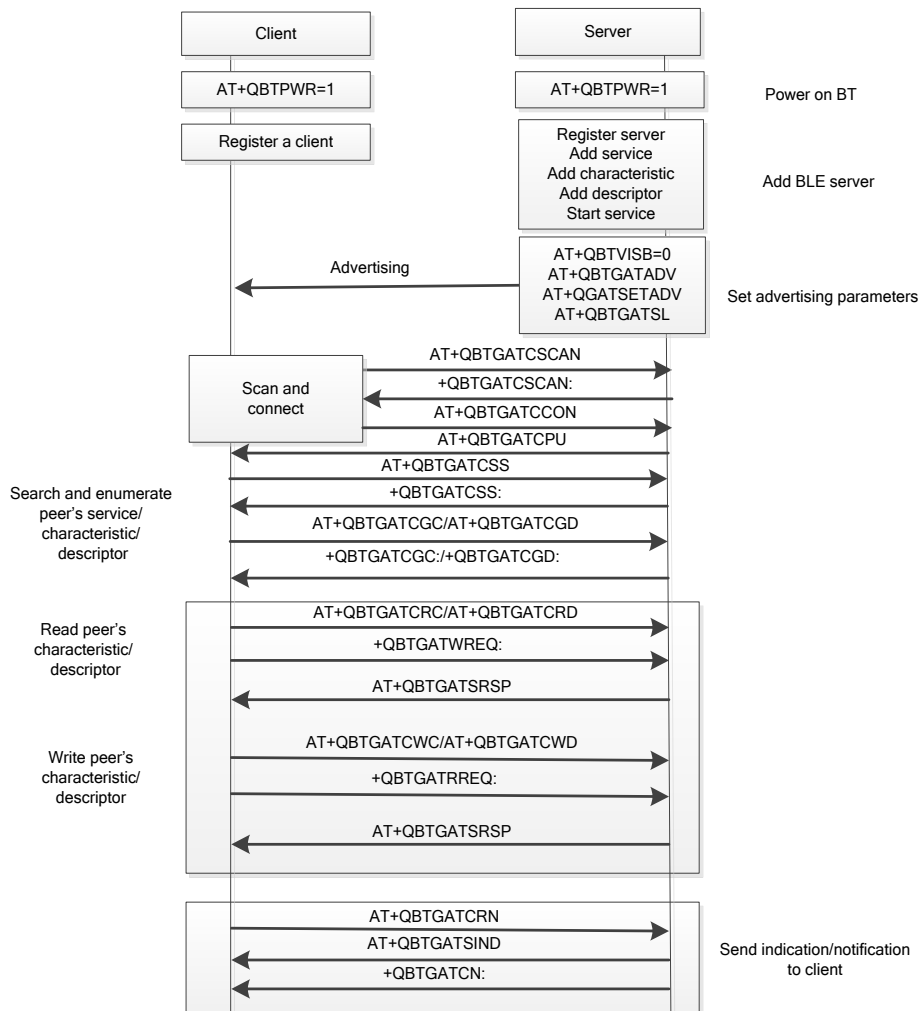 Client
Server
AT+QBTPWR=1
AT+QBTPWR=1
Power on BT
Register a client
Register server
Add service
Add characteristic
Add descriptor
Start service
Add BLE server
Advertising
AT+QBTVISB=0
AT+QBTGATADV
AT+QGATSETADV
AT+QBTGATSL
Set advertising parameters
Scan and
connect
AT+QBTGATCSCAN
+QBTGATCSCAN:
AT+QBTGATCCON
AT+QBTGATCPU
AT+QBTGATCSS
+QBTGATCSS:
Search and enumerate
peer's service/
characteristic/
descriptor
AT+QBTGATCGC/AT+QBTGATCGD
+QBTGATCGC:/+QBTGATCGD:
Read peer's
characteristic/
descriptor
AT+QBTGATCRC/AT+QBTGATCRD
+QBTGATWREQ:
AT+QBTGATSRSP
Write peer's
characteristic/
descriptor
AT+QBTGATCWC/AT+QBTGATCWD
+QBTGATRREQ:
AT+QBTGATSRSP
AT+QBTGATCRN
AT+QBTGATSIND
+QBTGATCN:
Send indication/notification
to client